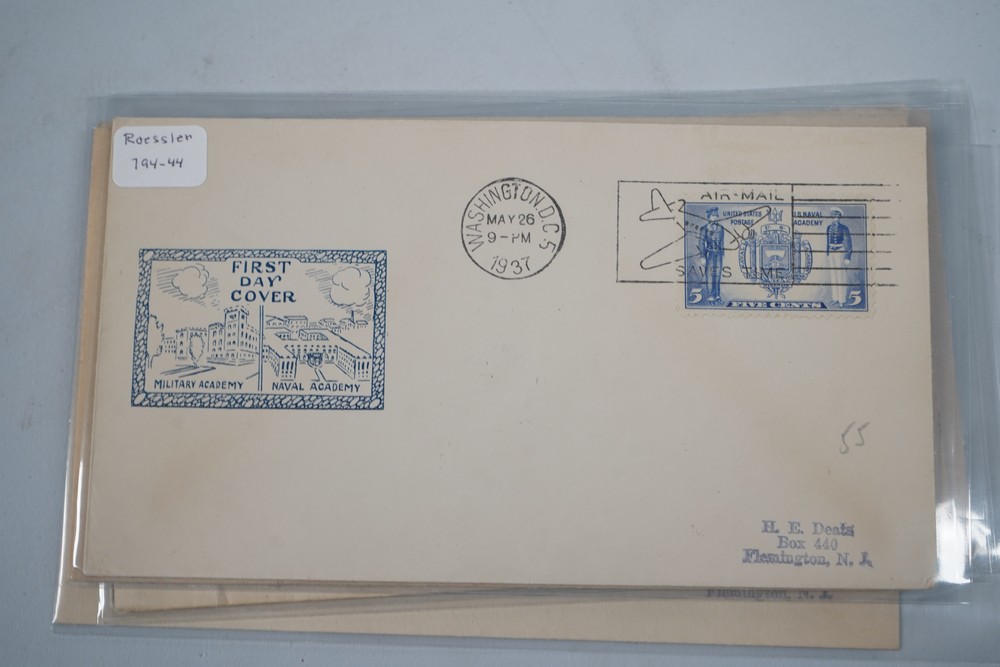 Roessler
794-44
WASHINGTON, D.C. 5
MAY 26
9-PM
1937
AIR-MAIL
SAVES TIME
UNITED STATES
POSTAGE
U.S. NAVAL
ACADEMY
5 FIVE CENTS 5
FIRST
DAY
COVER
MILITARY ACADEMY NAVAL ACADEMY
55
H. E. Deats
Box 440
Flemington, N. J.
Flemington, N. J.